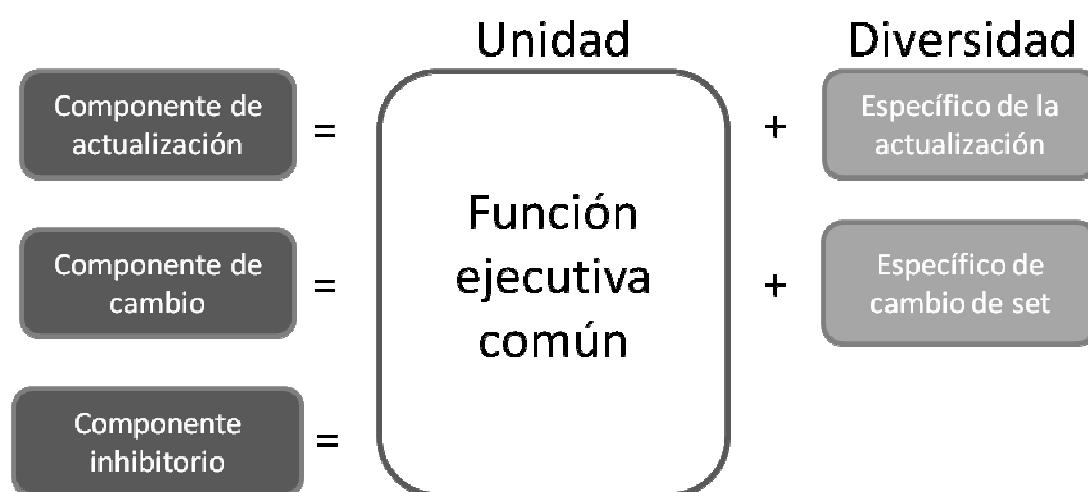 Unidad
Diversidad
Componente de
actualización
=
+
Específico de la
actualización
Componente de
cambio
=
Función
ejecutiva
común
+
Específico de
cambio de set
Componente
inhibitorio
=